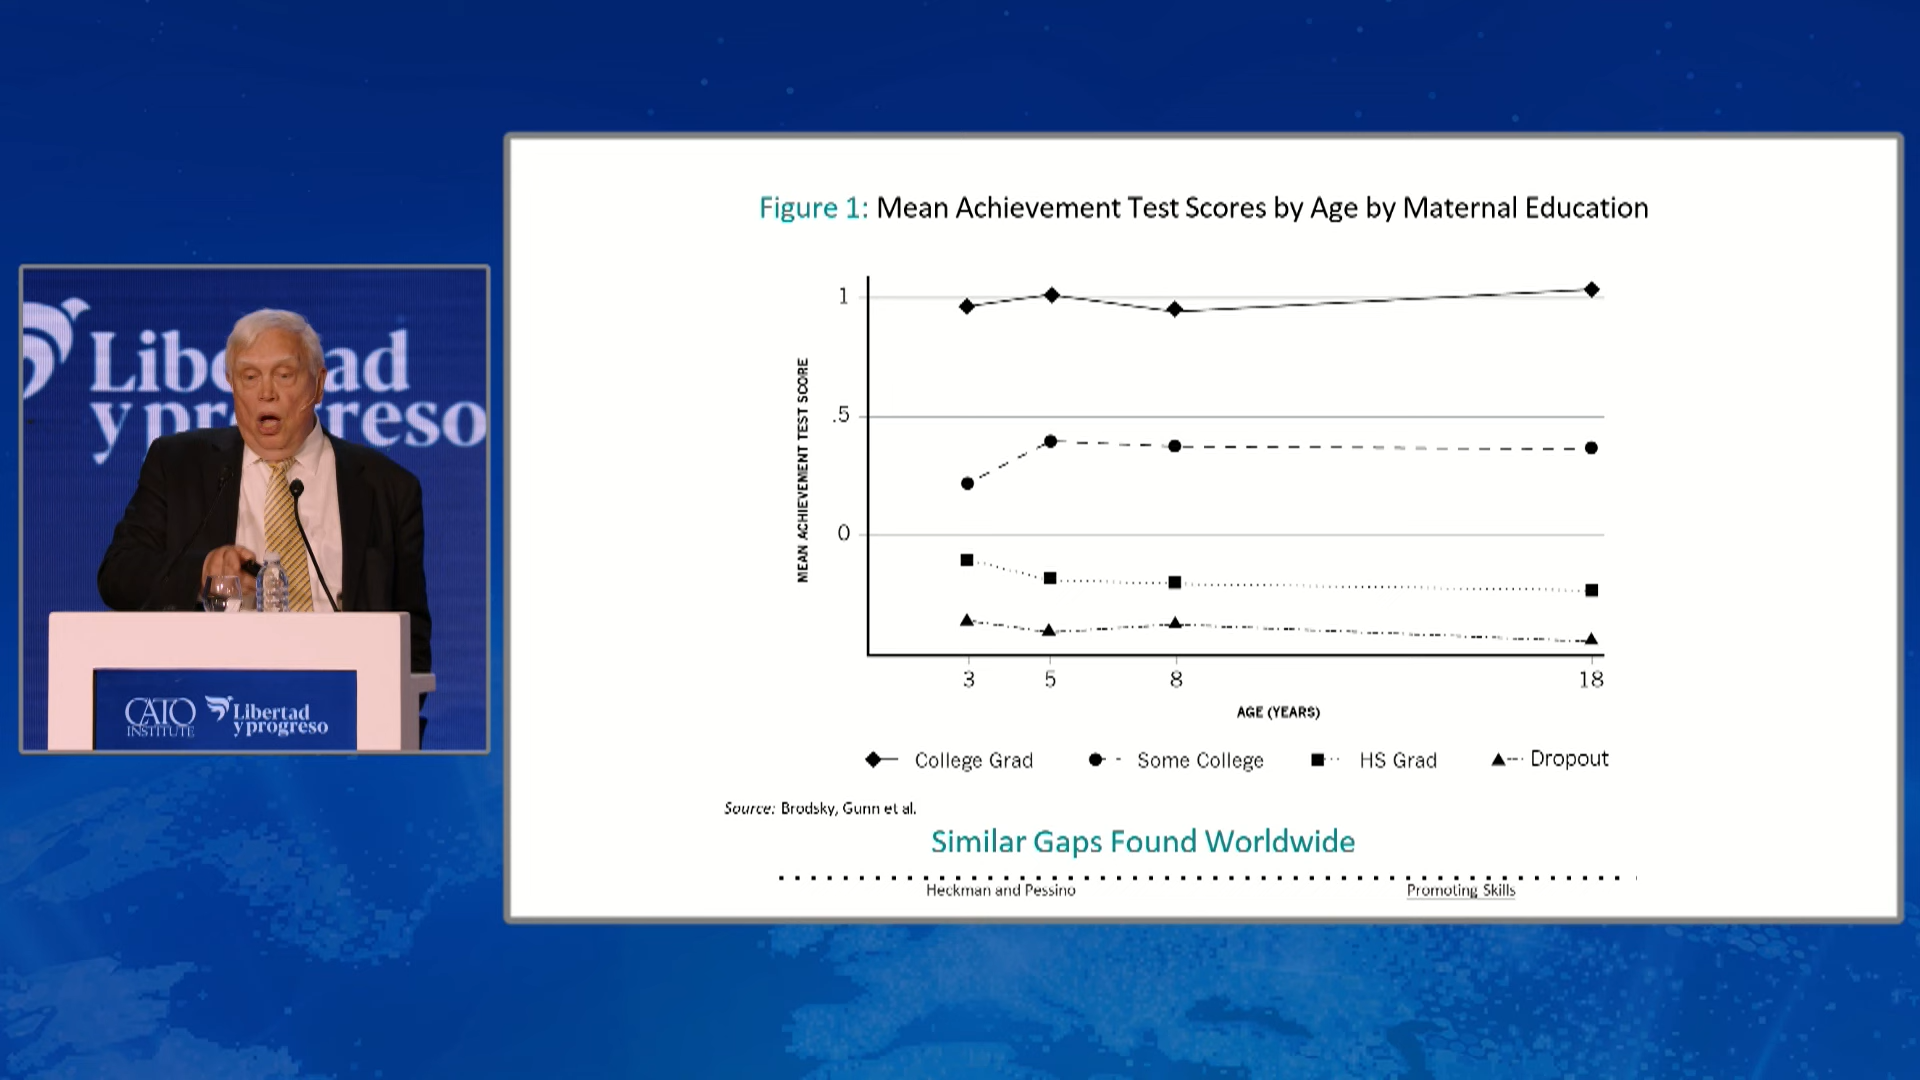 Libertad
y progreso
CATO
INSTITUTE
Libertad
y progreso
Figure 1: Mean Achievement Test Scores by Age by Maternal Education
MEAN ACHIEVEMENT TEST SCORE
1
.5
0
3 5 8 18
AGE (YEARS)
College Grad Some College HS Grad Dropout
Source: Brodsky, Gunn et al.
Similar Gaps Found Worldwide
Heckman and Pessino Promoting Skills